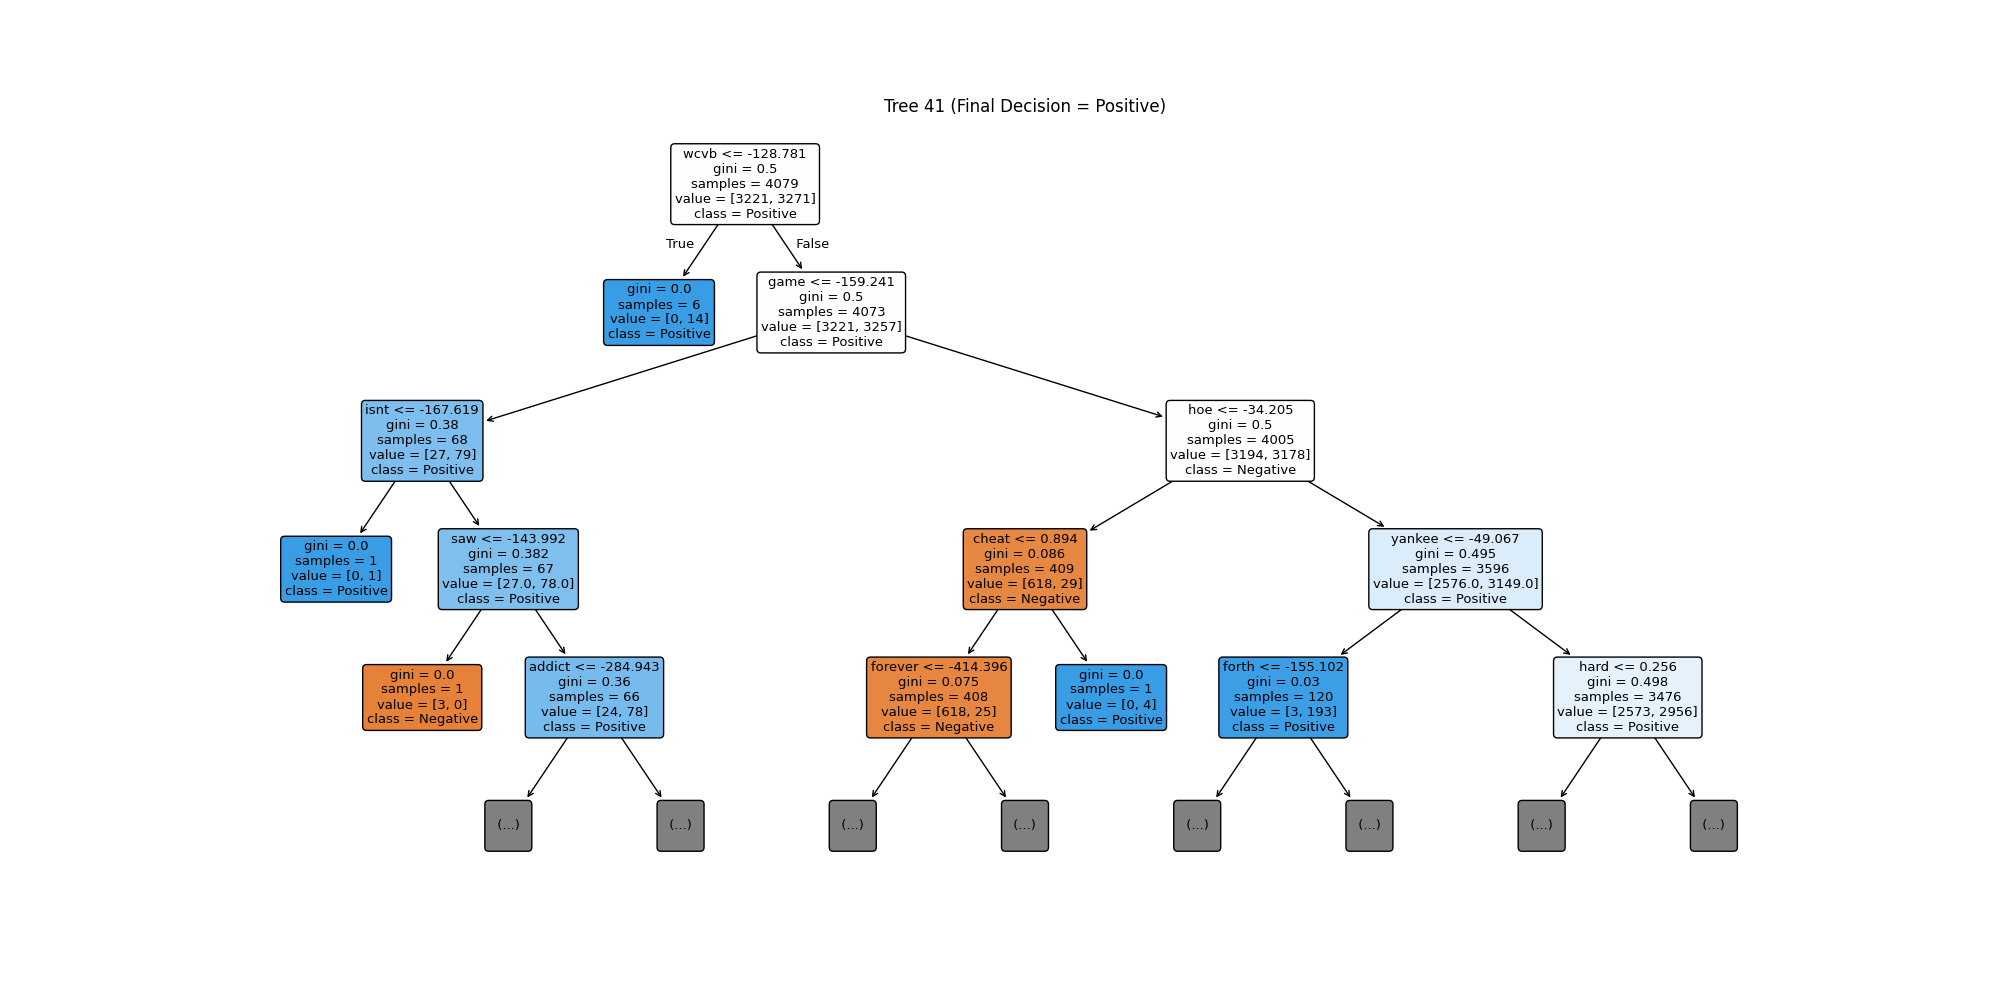 Tree 41 (Final Decision = Positive)
wcvb <= -128.781
gini = 0.5
samples = 4079
value = [3221, 3271]
class = Positive
True
False
gini = 0.0
samples = 6
value = [0, 14]
class = Positive
game <= -159.241
gini = 0.5
samples = 4073
value = [3221, 3257]
class = Positive
isnt <= -167.619
gini = 0.38
samples = 68
value = [27, 79]
class = Positive
hoe <= -34.205
gini = 0.5
samples = 4005
value = [3194, 3178]
class = Negative
gini = 0.0
samples = 1
value = [0, 1]
class = Positive
saw <= -143.992
gini = 0.382
samples = 67
value = [27.0, 78.0]
class = Positive
cheat <= 0.894
gini = 0.086
samples = 409
value = [618, 29]
class = Negative
yankee <= -49.067
gini = 0.495
samples = 3596
value = [2576.0, 3149.0]
class = Positive
gini = 0.0
samples = 1
value = [3, 0]
class = Negative
addict <= -284.943
gini = 0.36
samples = 66
value = [24, 78]
class = Positive
forever <= -414.396
gini = 0.075
samples = 408
value = [618, 25]
class = Negative
gini = 0.0
samples = 1
value = [0, 4]
class = Positive
forth <= -155.102
gini = 0.03
samples = 120
value = [3, 193]
class = Positive
hard <= 0.256
gini = 0.498
samples = 3476
value = [2573, 2956]
class = Positive
(...)
(...)
(...)
(...)
(...)
(...)
(...)
(...)